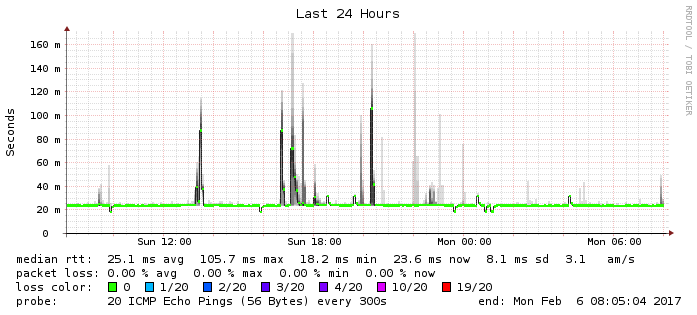 Last 24 Hours
RRDTOOL / TOBI OETIKER
Seconds
160 m
140 m
120 m
100 m
80 m
60 m
40 m
20 m
0
Sun 12:00 Sun 18:00 Mon 00:00 Mon 06:00
median rtt: 25.1 ms avg 105.7 ms max 18.2 ms min 23.6 ms now 8.1 ms sd 3.1 am/s
packet loss: 0.00 % avg 0.00 % max 0.00 % min 0.00 % now
loss color: 0 1/20 2/20 3/20 4/20 10/20 19/20
probe: 20 ICMP Echo Pings (56 Bytes) every 300s end: Mon Feb 6 08:05:04 2017